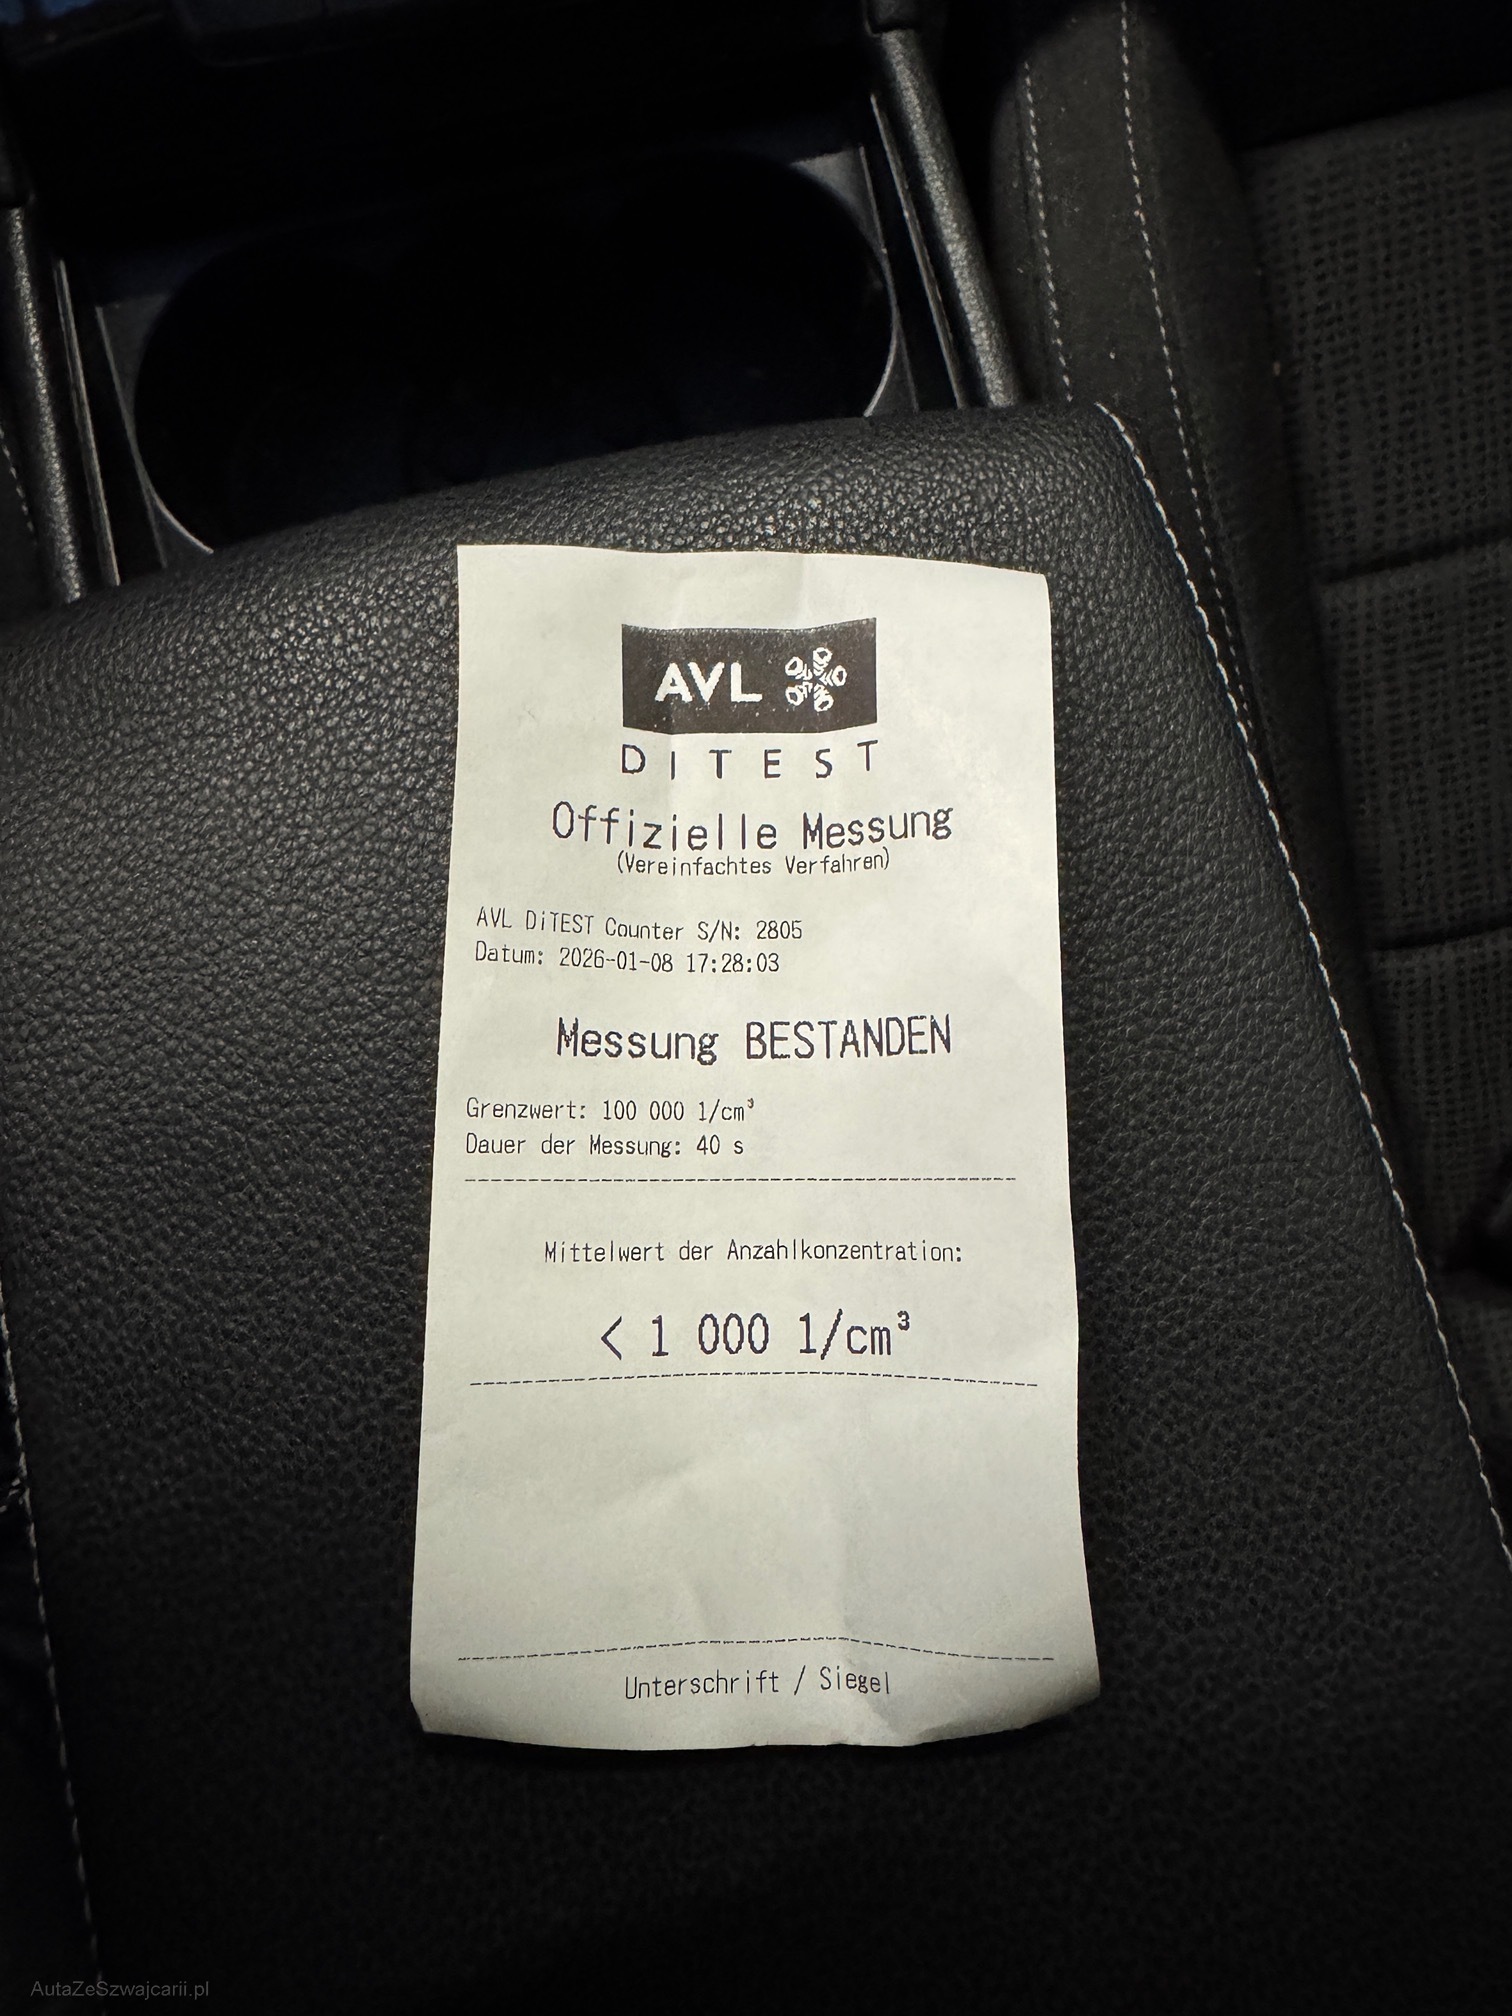 AVL
DITEST
Offizielle Messung
(Vereinfachtes Verfahren)
AVL DiTEST Counter S/N: 2805
Datum: 2026-01-08 17:28:03
Messung BESTANDEN
Grenzwert: 100 000 1/cm³
Dauer der Messung: 40 s
Mittelwert der Anzahlkonzentration:
< 1 000 1/cm³
Unterschrift / Siegel
AutaZeSzwajcarii.pl